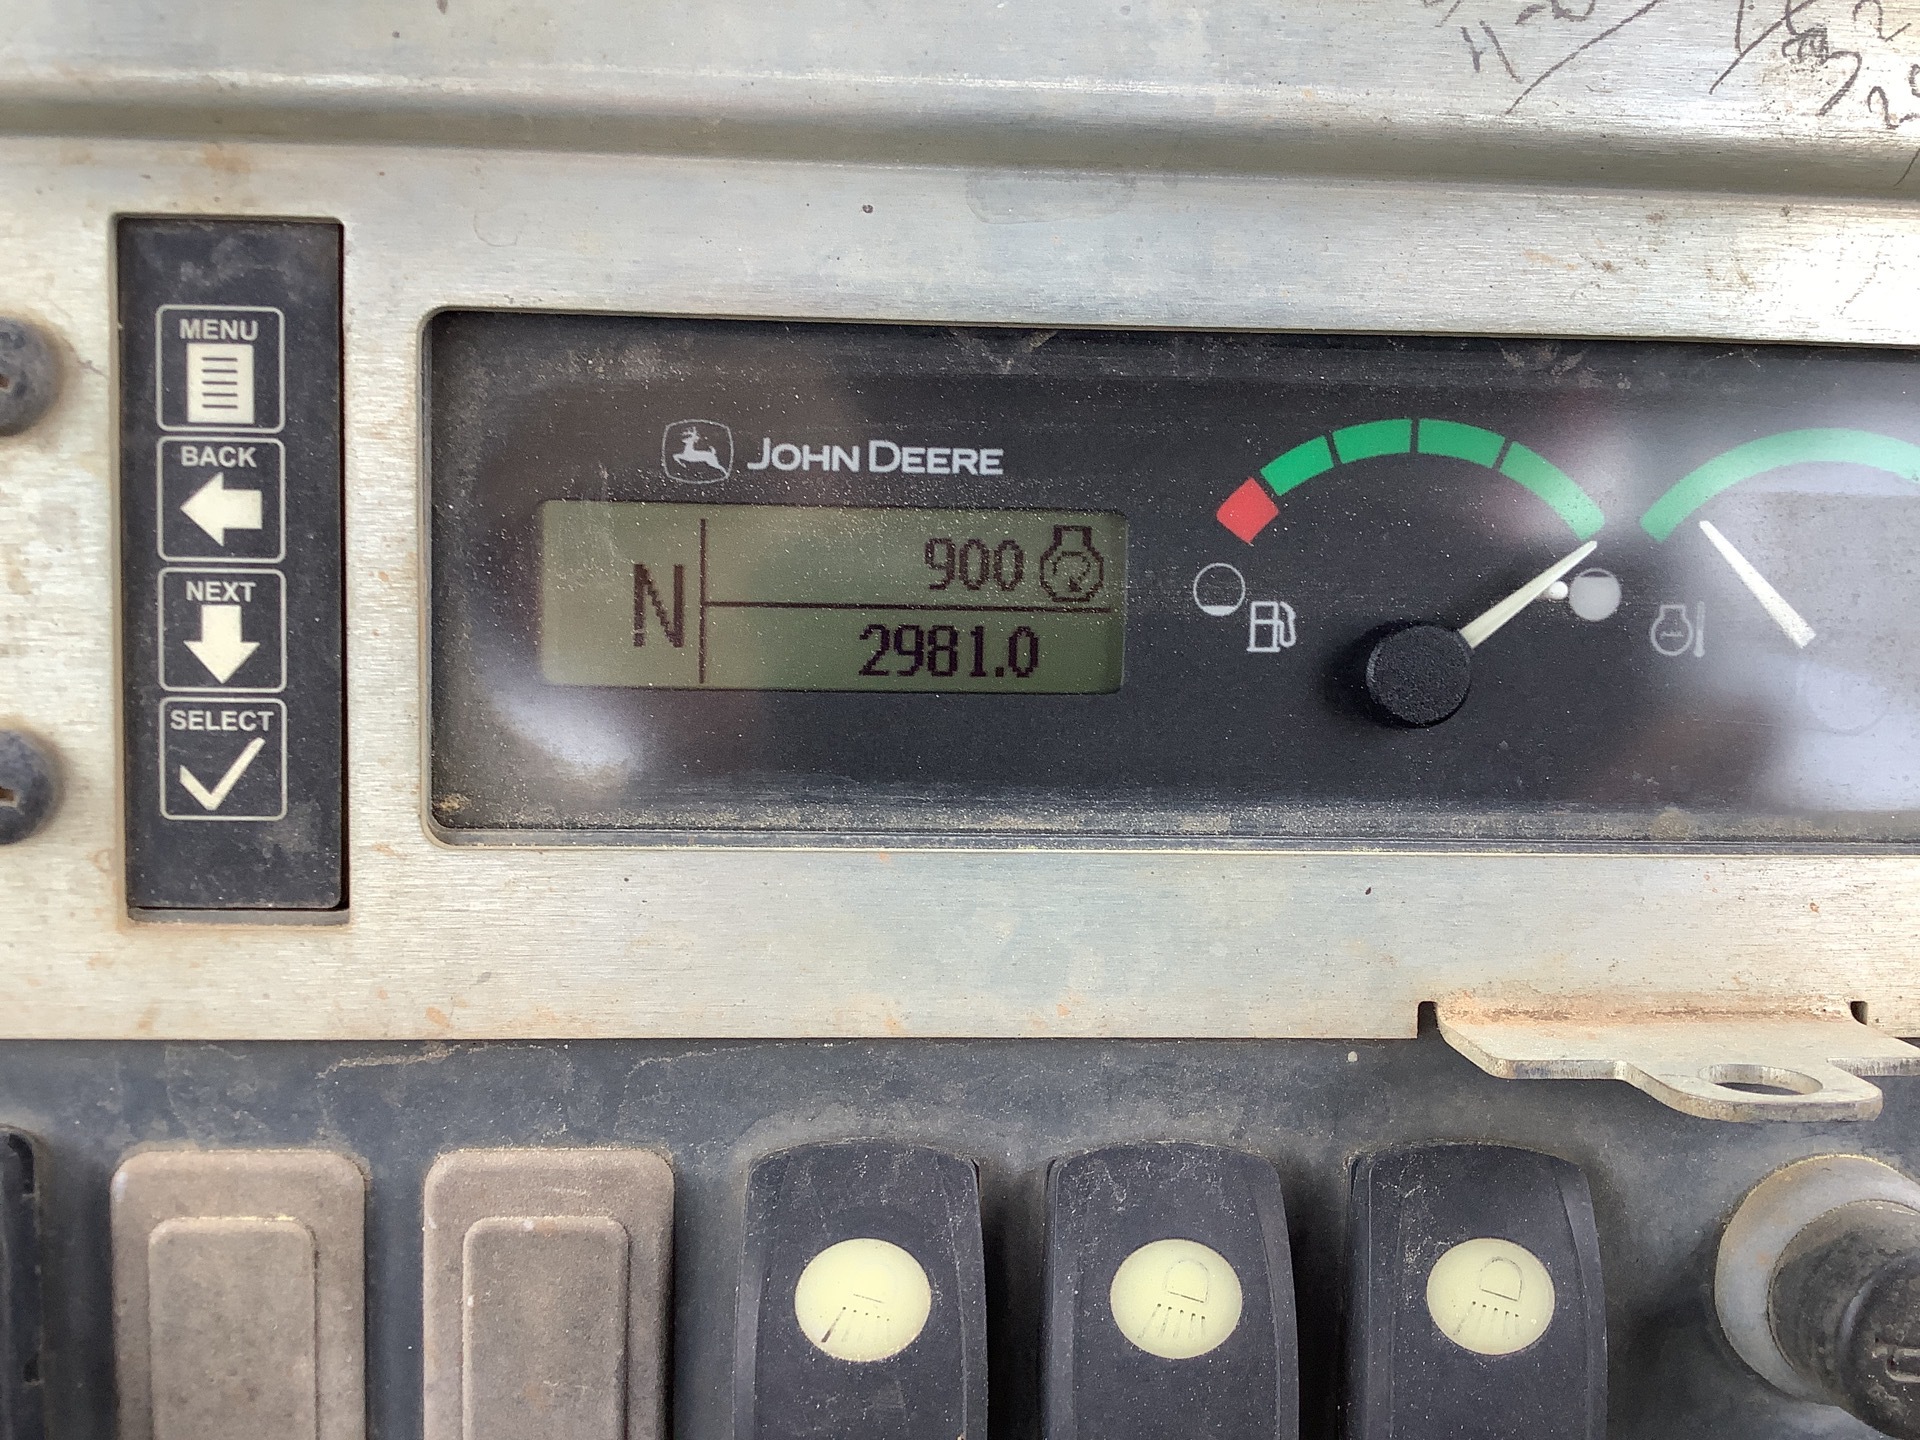 MENU
BACK
NEXT
SELECT
JOHN DEERE
N
900
2981.0